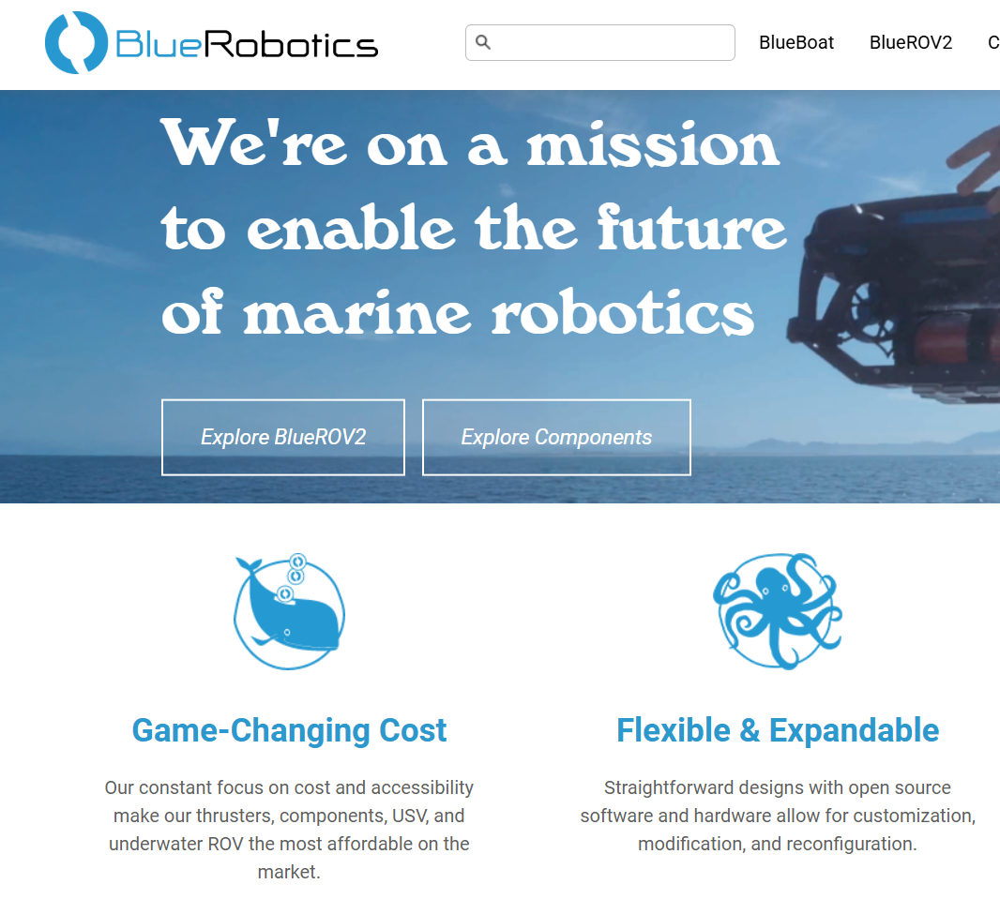 BlueRobotics
BlueBoat
BlueROV2
C
We're on a mission
to enable the future
of marine robotics
Explore BlueROV2
Explore Components
Game-Changing Cost
Our constant focus on cost and accessibility
make our thrusters, components, USV, and
underwater ROV the most affordable on the
market.
Flexible & Expandable
Straightforward designs with open source
software and hardware allow for customization,
modification, and reconfiguration.